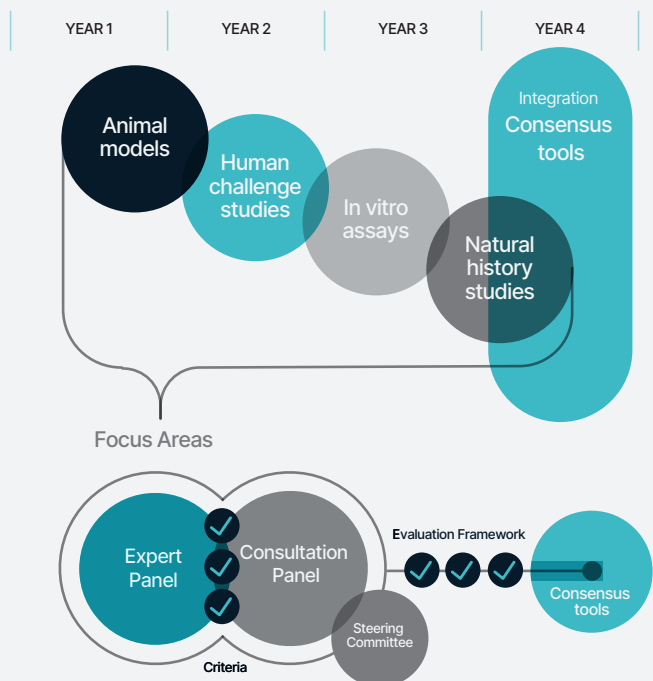 YEAR 1
YEAR 2
YEAR 3
YEAR 4
Animal
models
Human
challenge
studies
In vitro
assays
Natural
history
studies
Integration
Consensus
tools
Focus Areas
Expert
Panel
Consultation
Panel
Criteria
Steering
Committee
Evaluation Framework
Consensus
tools